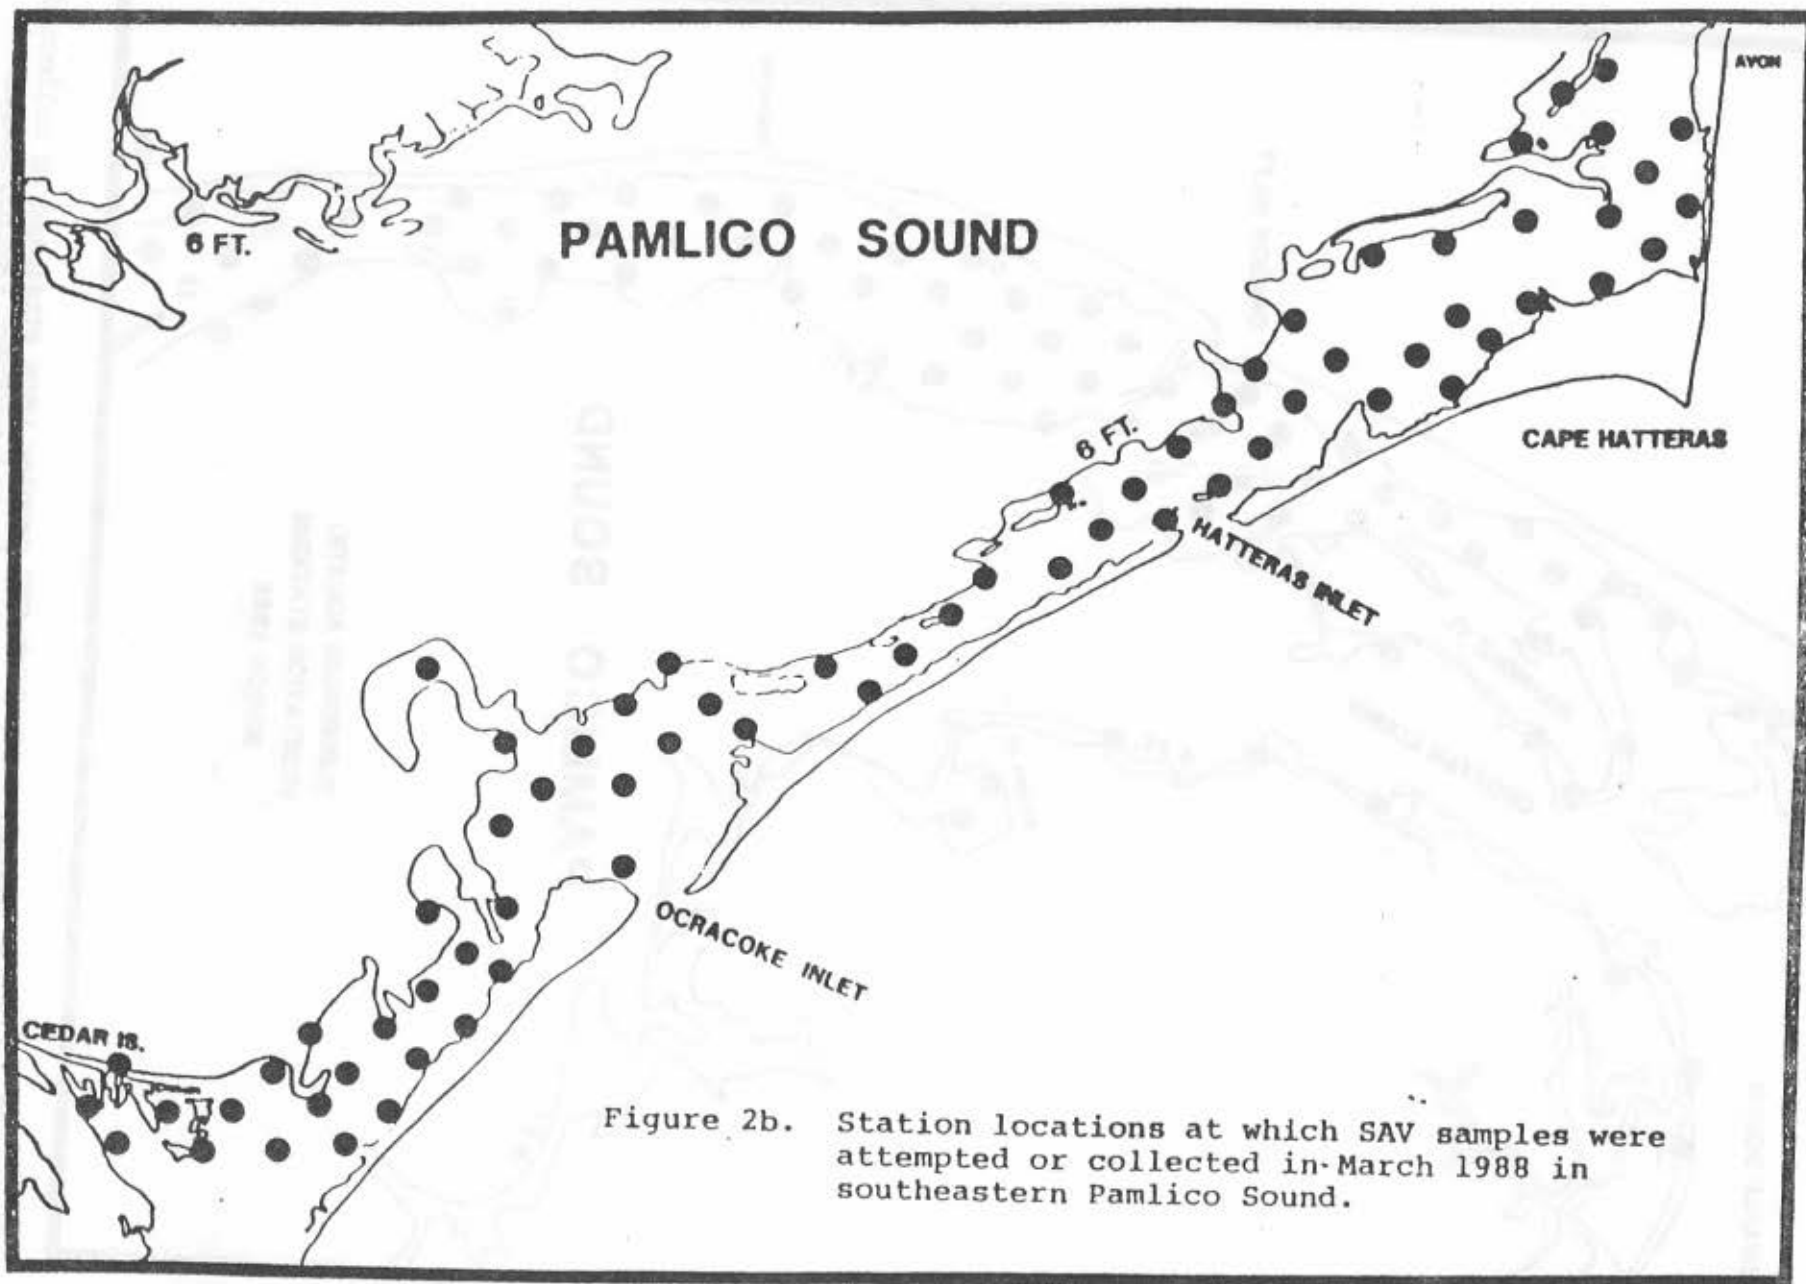 AVON
6 FT.
PAMLICO SOUND
6 FT.
CAPE HATTERAS
HATTERAS INLET
OCRACOKE INLET
CEDAR IS.
Figure 2b. Station locations at which SAV samples were
attempted or collected in March 1988 in
southeastern Pamlico Sound.